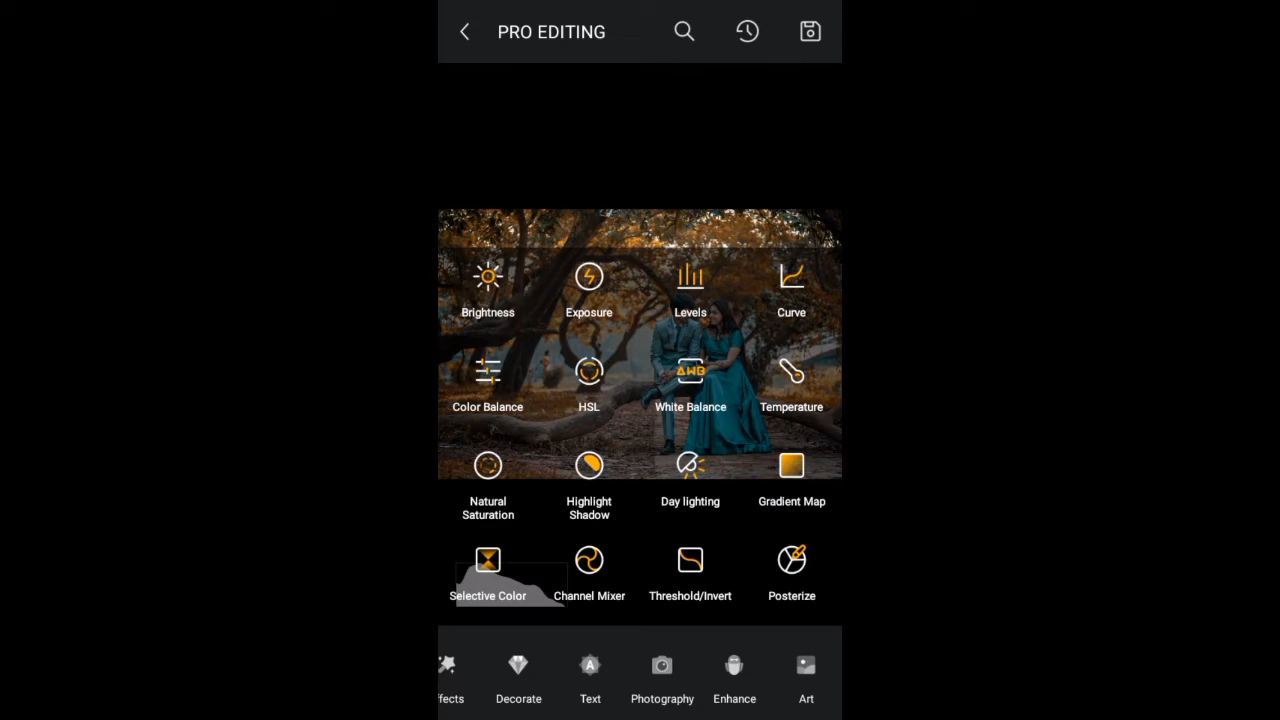 PRO EDITING
Brightness
Exposure
Levels
Curve
Color Balance
HSL
AWB
White Balance
Temperature
Natural
Saturation
Highlight
Shadow
Day lighting
Gradient Map
Selective Color
Channel Mixer
Threshold/Invert
Posterize
A
ffects
Decorate
Text
Photography
Enhance
Art